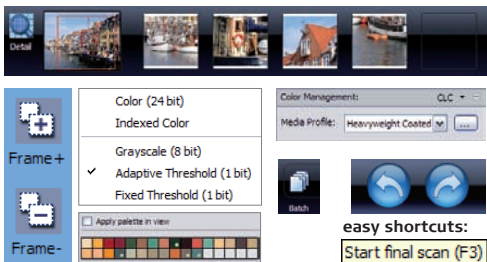 Detail
Frame+
Frame-
Color (24 bit)
Indexed Color
Grayscale (8 bit)
Adaptive Threshold (1 bit)
Fixed Threshold (1 bit)
Apply palette in view
Color Management: CLC
Media Profile: Heavyweight Coated ...
Batch
easy shortcuts:
Start final scan (F3)